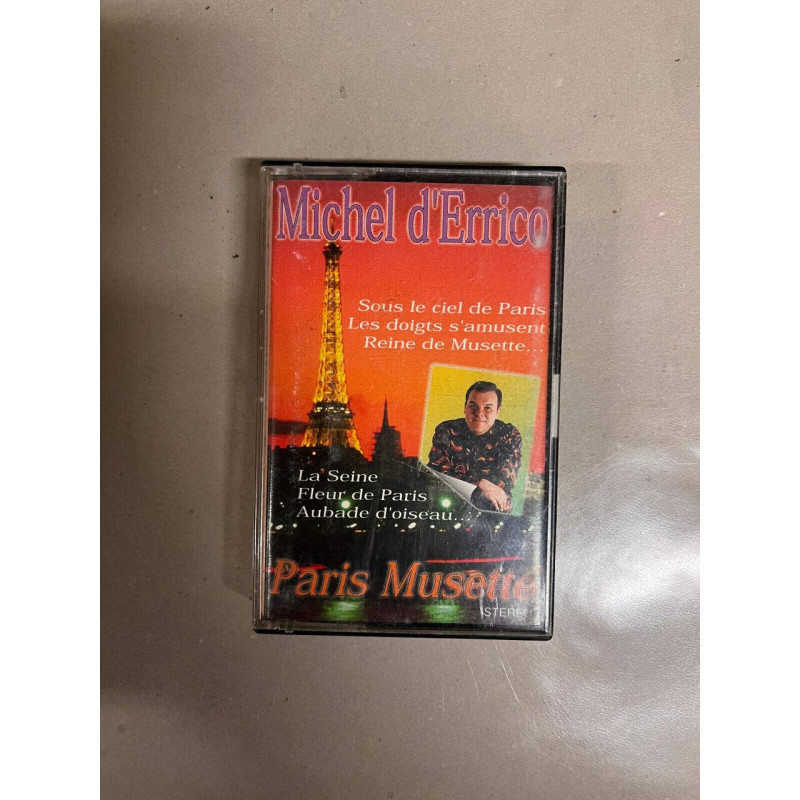 Michel d'Errico
Sous le ciel de Paris
Les doigts s'amusent
Reine de Musette...
La Seine
Fleur de Paris
Aubade d'oiseau...
Paris Musette
STERE